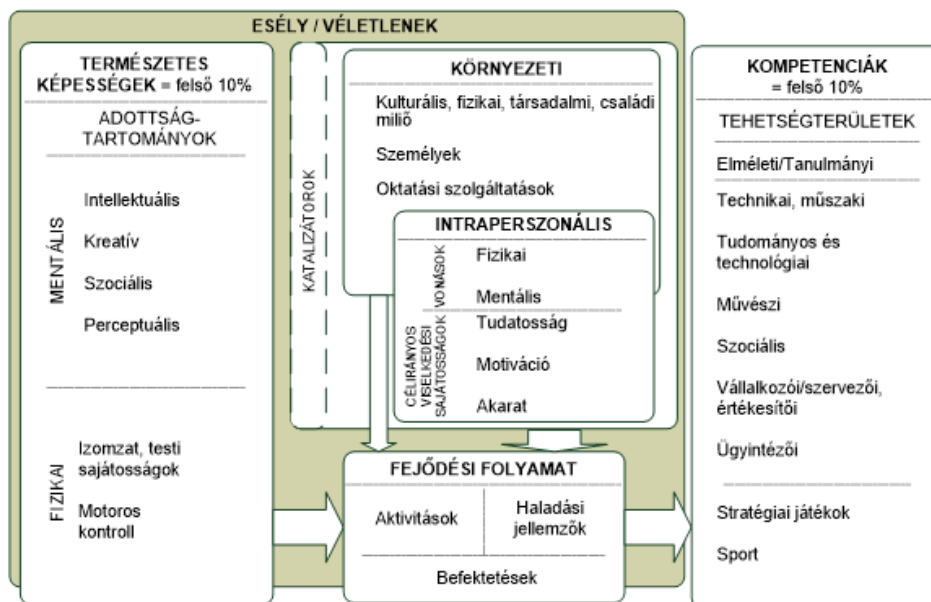 ESÉLY / VÉLETLENEK
TERMÉSZETES
KÉPESSÉGEK = felső 10%
ADOTTSÁG-
TARTOMÁNYOK
MENTÁLIS
Intellektuális
Kreatív
Szociális
Perceptuális
FIZIKAI
Izomzat, testi
sajátosságok
Motoros
kontroll
KATALIZÁTOROK
KÖRNYEZETI
Kulturális, fizikai, társadalmi, családi
milió
Személyek
Oktatási szolgáltatások
INTRAPERSZONÁLIS
VONÁSOK
Fizikai
Mentális
CÉLIRÁNYOS
VISELKEDÉSI
SAJÁTOSSÁGOK
Tudatosság
Motiváció
Akarat
FEJŐDÉSI FOLYAMAT
Aktivitások
Haladási
jellemzők
Befektetések
KOMPETENCIÁK
= felső 10%
TEHETSÉGTERÜLETEK
Elméleti/Tanulmányi
Technikai, műszaki
Tudományos és
technológiai
Művészi
Szociális
Vállalkozói/szervezői,
értékesítői
Ügyintézői
Stratégiai játékok
Sport